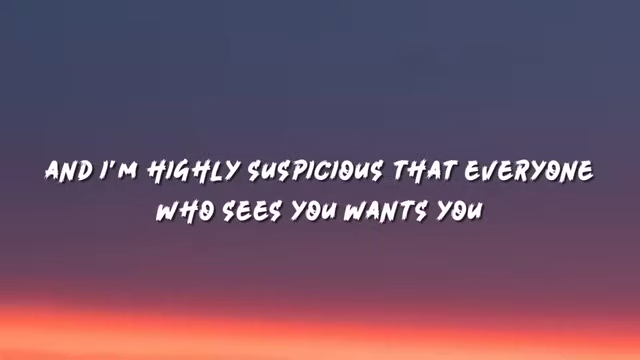 AND I'M HIGHLY SUSPICIOUS THAT EVERYONE
WHO SEES YOU WANTS YOU